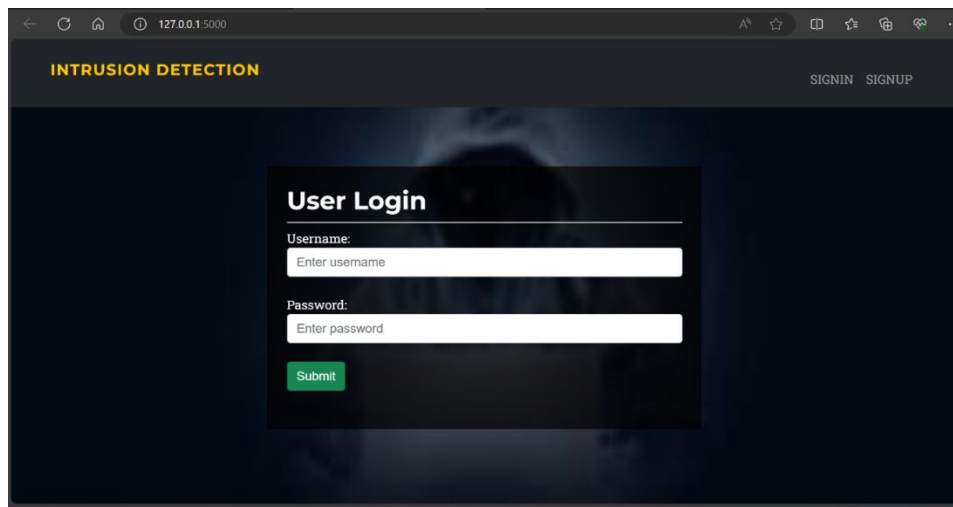 127.0.0.1:5000
INTRUSION DETECTION
SIGNIN SIGNUP
User Login
Username:
Enter username
Password:
Enter password
Submit